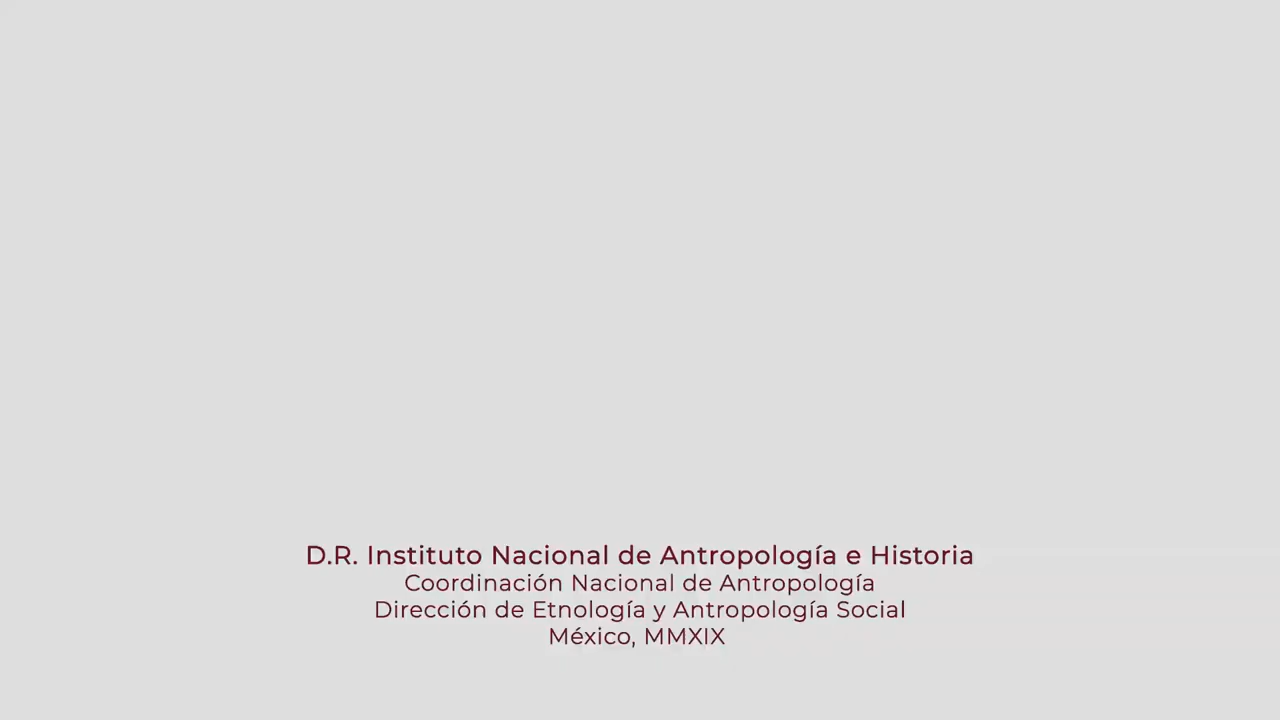 D.R. Instituto Nacional de Antropología e Historia
Coordinación Nacional de Antropología
Dirección de Etnología y Antropología Social
México, MMXIX